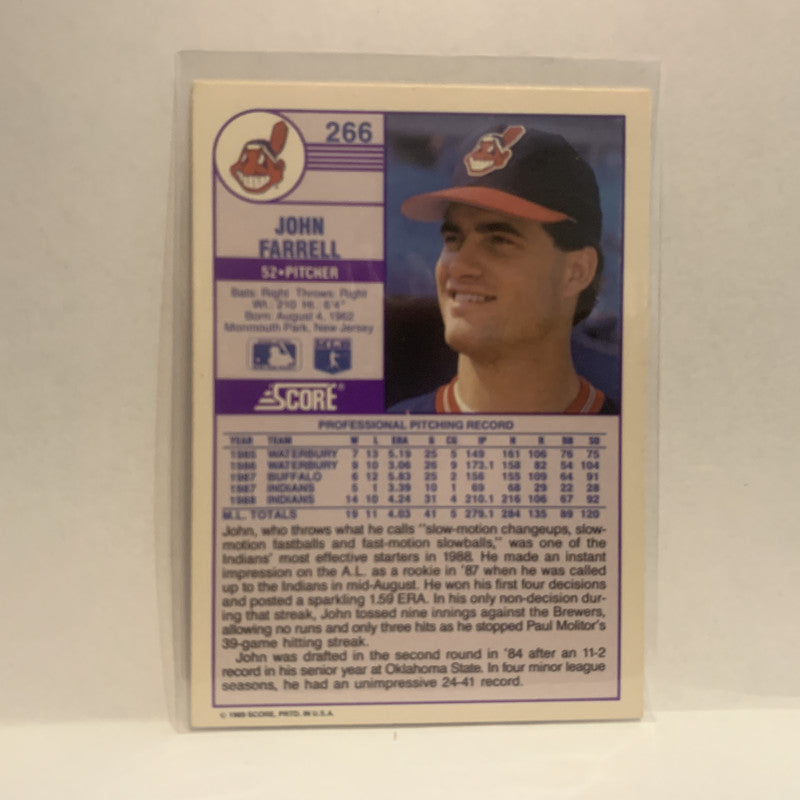 266
JOHN
FARRELL
52•PITCHER
Bats: Right Throws: Right
Wt.: 210 Ht.: 6'4"
Born: August 4, 1962
Monmouth Park, New Jersey
SCORE®
PROFESSIONAL PITCHING RECORD
YEAR TEAM W L ERA G CG IP H R BB SO
1985 WATERBURY 7 13 5.19 25 5 149 161 106 76 75
1986 WATERBURY 9 10 3.06 26 9 173.1 158 82 54 104
1987 BUFFALO 6 12 5.83 25 2 156 155 109 64 91
1987 INDIANS 5 1 3.39 10 1 69 68 29 22 28
1988 INDIANS 14 10 4.24 31 4 210.1 216 106 67 92
M.L. TOTALS 19 11 4.03 41 5 279.1 284 135 89 120
John, who throws what he calls "slow-motion changeups, slow-
motion fastballs and fast-motion slowballs," was one of the
Indians' most effective starters in 1988. He made an instant
impression on the A.L. as a rookie in '87 when he was called
up to the Indians in mid-August. He won his first four decisions
and posted a sparkling 1.59 ERA. In his only non-decision dur-
ing that streak, John tossed nine innings against the Brewers,
allowing no runs and only three hits as he stopped Paul Molitor's
39-game hitting streak.
John was drafted in the second round in '84 after an 11-2
record in his senior year at Oklahoma State. In four minor league
seasons, he had an unimpressive 24-41 record.
© 1989 SCORE, PRTD. IN U.S.A.